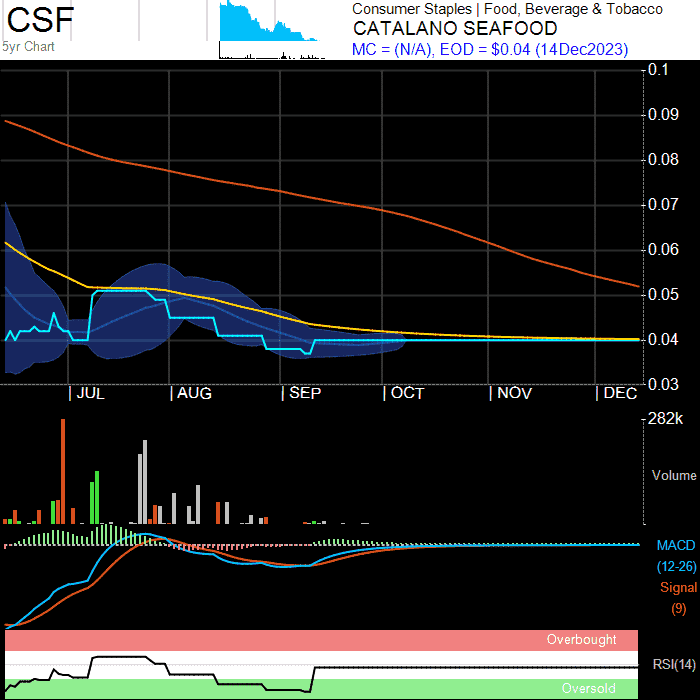 CSF
5yr Chart
Consumer Staples | Food, Beverage & Tobacco
CATALANO SEAFOOD
MC = (N/A), EOD = $0.04 (14Dec2023)
0.1
0.09
0.08
0.07
0.06
0.05
0.04
0.03
JUL AUG SEP OCT NOV DEC
282k
Volume
MACD
(12-26)
Signal
(9)
Overbought
RSI(14)
Oversold